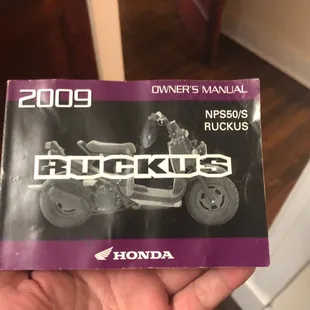 2009
OWNER'S MANUAL
NPS50/S
RUCKUS
RUCKUS
HONDA